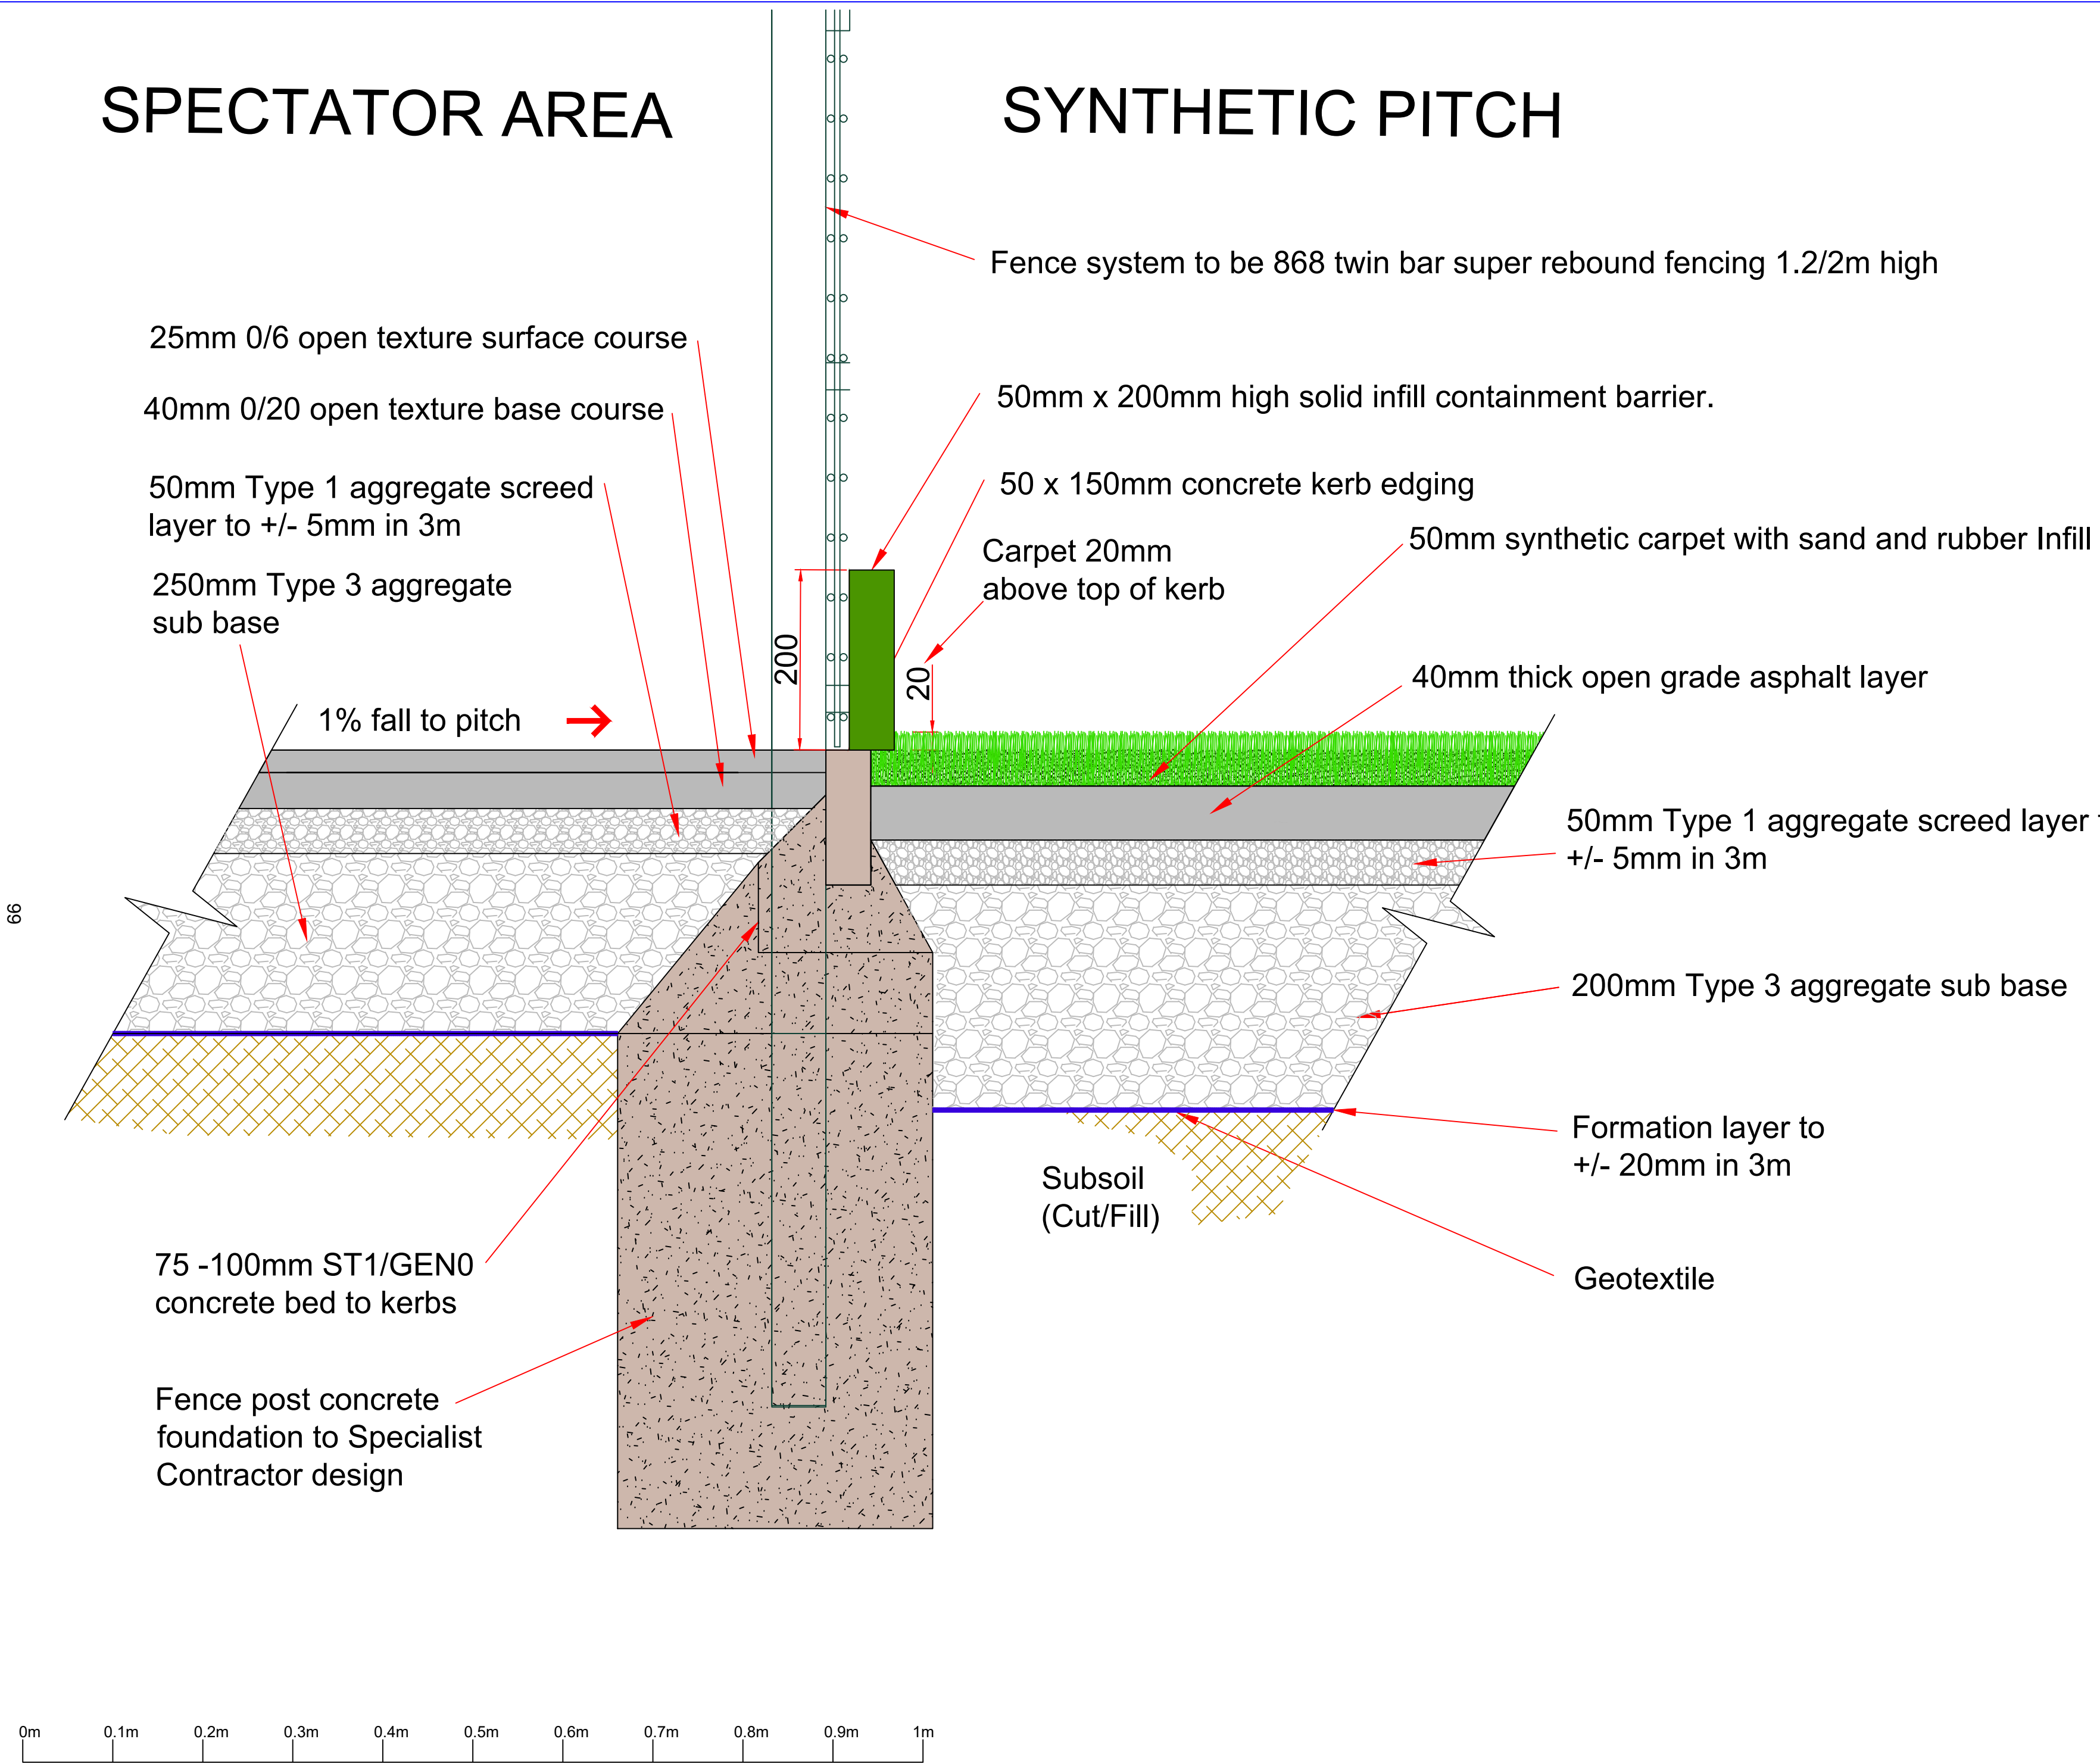 SPECTATOR AREA
SYNTHETIC PITCH
Fence system to be 868 twin bar super rebound fencing 1.2/2m high
25mm 0/6 open texture surface course
40mm 0/20 open texture base course
50mm Type 1 aggregate screed
layer to +/- 5mm in 3m
250mm Type 3 aggregate
sub base
1% fall to pitch
50mm x 200mm high solid infill containment barrier.
50 x 150mm concrete kerb edging
Carpet 20mm
above top of kerb
50mm synthetic carpet with sand and rubber Infill
200
20
40mm thick open grade asphalt layer
50mm Type 1 aggregate screed layer
+/- 5mm in 3m
200mm Type 3 aggregate sub base
Formation layer to
+/- 20mm in 3m
Subsoil
(Cut/Fill)
Geotextile
75 -100mm ST1/GEN0
concrete bed to kerbs
Fence post concrete
foundation to Specialist
Contractor design
66
0m 0.1m 0.2m 0.3m 0.4m 0.5m 0.6m 0.7m 0.8m 0.9m 1m